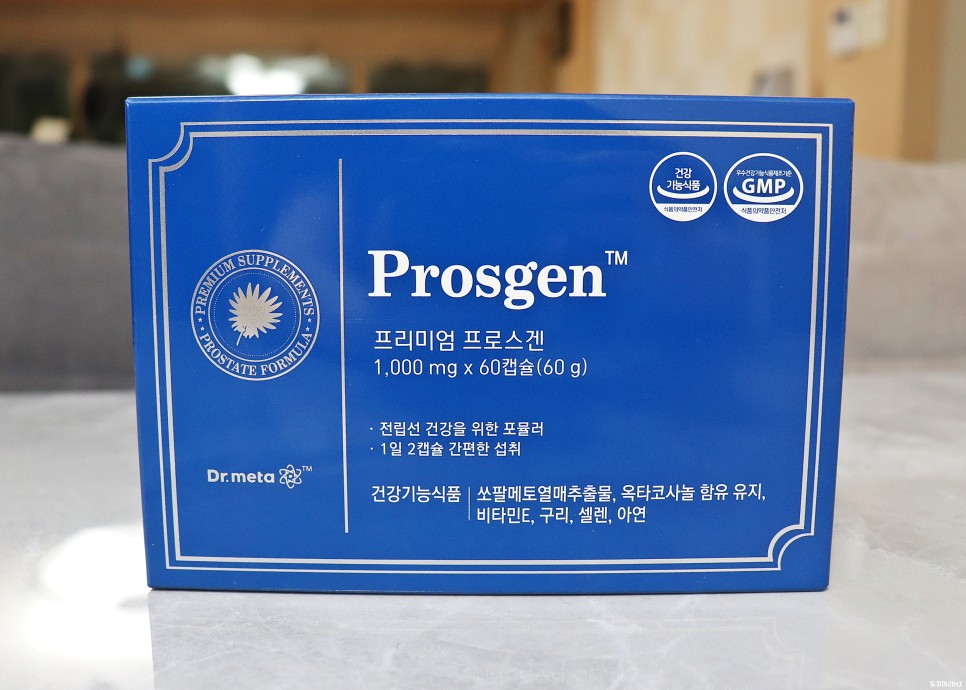 건강
기능식품
식품의약품안전처
우수건강기능식품제조기준
GMP
식품의약품안전처
PREMIUM SUPPLEMENTS
PROSTATE FORMULA
Prosgen™
프리미엄 프로스겐
1,000 mg x 60캡슐(60 g)
· 전립선 건강을 위한 포뮬러
· 1일 2캡슐 간편한 섭취
Dr.meta™
건강기능식품 | 쏘팔메토열매추출물, 옥타코사놀 함유 유지,
비타민E, 구리, 셀렌, 아연